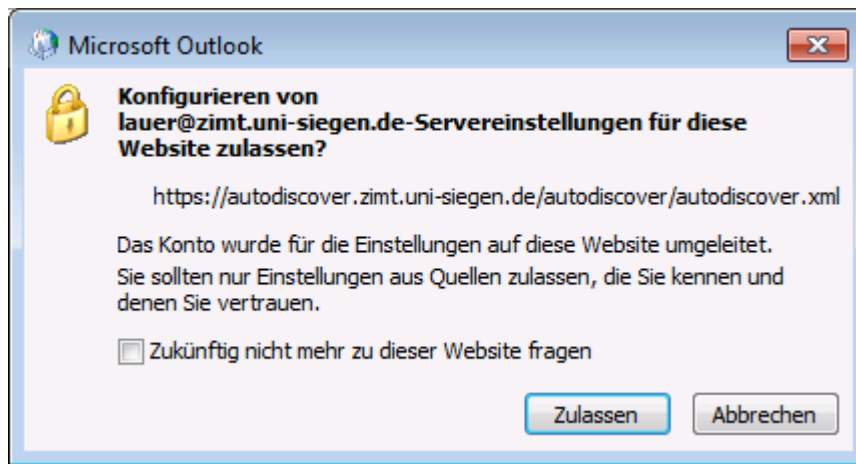 Microsoft Outlook
Konfigurieren von
lauer@zimt.uni-siegen.de-Servereinstellungen für diese
Website zulassen?
https://autodiscover.zimt.uni-siegen.de/autodiscover/autodiscover.xml
Das Konto wurde für die Einstellungen auf diese Website umgeleitet.
Sie sollten nur Einstellungen aus Quellen zulassen, die Sie kennen und
denen Sie vertrauen.
Zukünftig nicht mehr zu dieser Website fragen
Zulassen Abbrechen